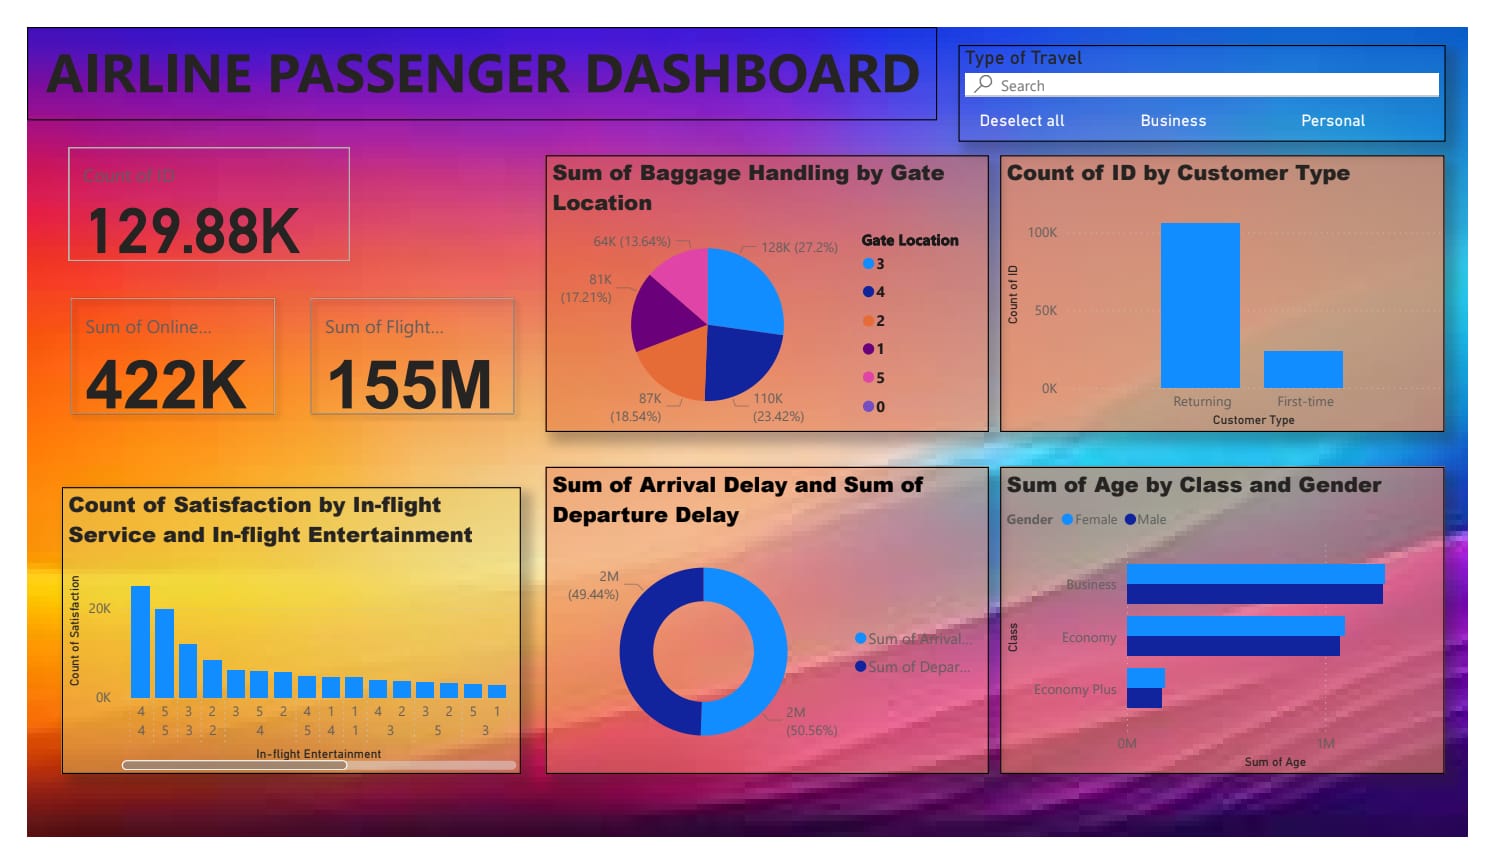 AIRLINE PASSENGER DASHBOARD
Type of Travel
Search
Deselect all Business Personal
Count of ID
129.88K
Sum of Online...
422K
Sum of Flight...
155M
Sum of Baggage Handling by Gate
Location
64K (13.64%)
128K (27.2%)
81K
(17.21%)
87K
(18.54%)
110K
(23.42%)
Gate Location
3
4
2
1
5
0
Count of ID by Customer Type
Count of ID
100K
50K
0K
Returning First-time
Customer Type
Count of Satisfaction by In-flight
Service and In-flight Entertainment
Count of Satisfaction
20K
0K
4 5 3 2 3 5 2 4 1 1 4 2 3 2 5 1
4 5 3 2 4 5 4 1 3 5 3
In-flight Entertainment
Sum of Arrival Delay and Sum of
Departure Delay
2M
(49.44%)
2M
(50.56%)
Sum of Arrival...
Sum of Depar...
Sum of Age by Class and Gender
Gender Female Male
Class
Business
Economy
Economy Plus
0M 1M
Sum of Age